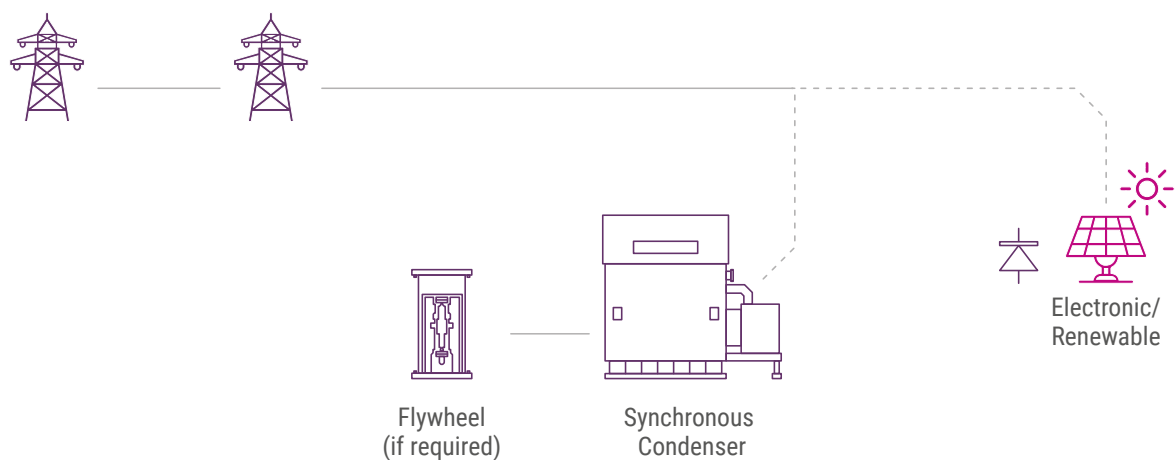 Electronic/
Renewable
Flywheel
(if required)
Synchronous
Condenser